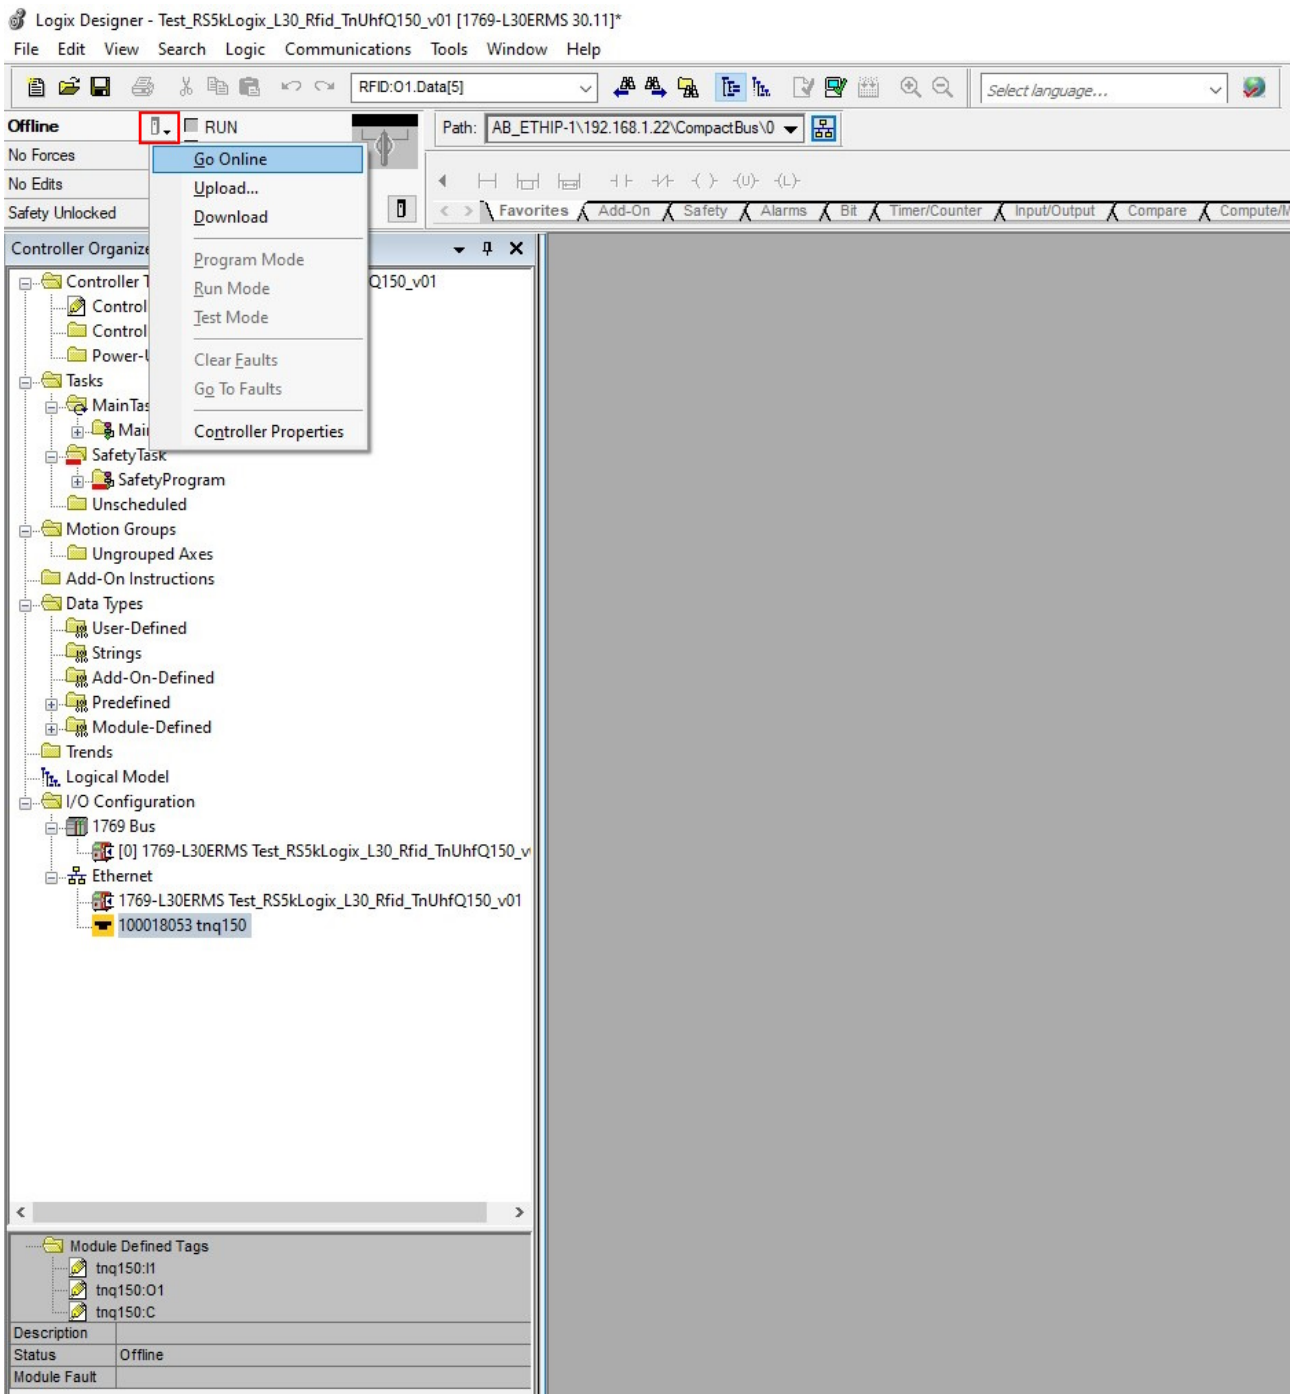 Logix Designer - Test_RS5kLogix_L30_Rfid_TnUhfQ150_v01 [1769-L30ERMS 30.11]*
File Edit View Search Logic Communications Tools Window Help
RFID:O1.Data[5]
Select language...
Offline
RUN
Path: AB_ETHIP-1\192.168.1.22\CompactBus\0
No Forces
No Edits
Safety Unlocked
Go Online
Upload...
Download
Program Mode
Run Mode
Test Mode
Clear Faults
Go To Faults
Controller Properties
Favorites Add-On Safety Alarms Bit Timer/Counter Input/Output Compare Compute/M
Controller Organize
Controller T Q150_v01
Control
Control
Power-U
Tasks
MainTas
Mai
SafetyTask
SafetyProgram
Unscheduled
Motion Groups
Ungrouped Axes
Add-On Instructions
Data Types
User-Defined
Strings
Add-On-Defined
Predefined
Module-Defined
Trends
Logical Model
I/O Configuration
1769 Bus
[0] 1769-L30ERMS Test_RS5kLogix_L30_Rfid_TnUhfQ150_v
Ethernet
1769-L30ERMS Test_RS5kLogix_L30_Rfid_TnUhfQ150_v01
100018053 tnq150
Module Defined Tags
tnq150:I1
tnq150:O1
tnq150:C
Description
Status Offline
Module Fault